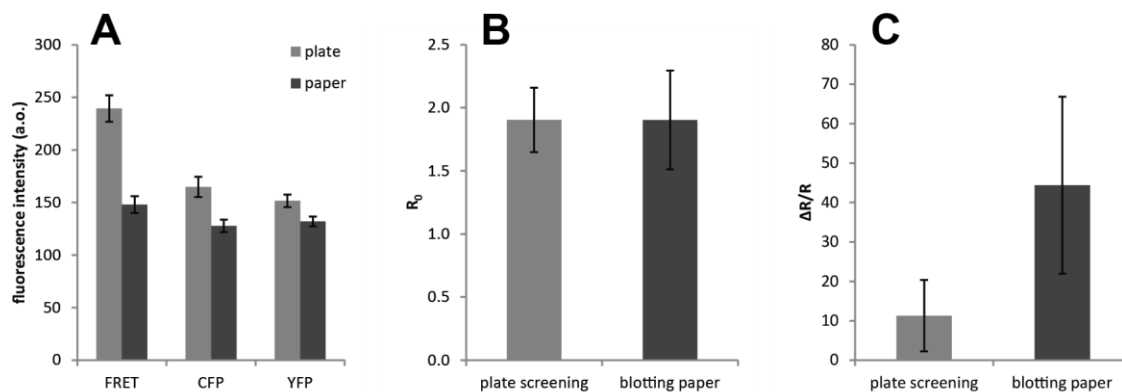 A
fluorescence intensity (a.o.)
300
250
200
150
100
50
0
plate
paper
FRET CFP YFP
B
R0
2.5
2.0
1.5
1.0
0.5
0.0
plate screening blotting paper
C
ΔR/R
80
70
60
50
40
30
20
10
0
plate screening blotting paper